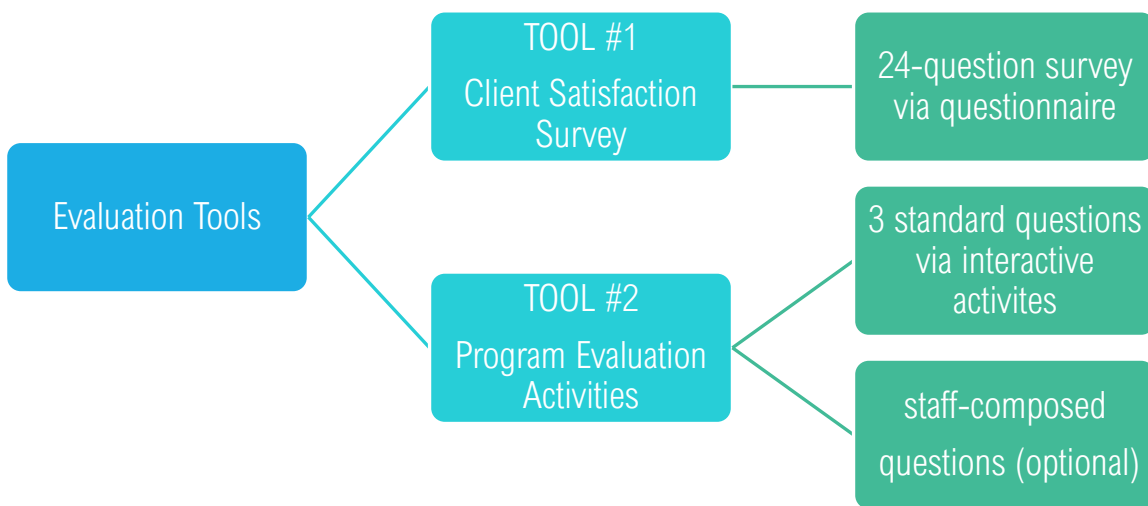 Evaluation Tools
TOOL #1
Client Satisfaction
Survey
24-question survey
via questionnaire
TOOL #2
Program Evaluation
Activities
3 standard questions
via interactive
activites
staff-composed
questions (optional)